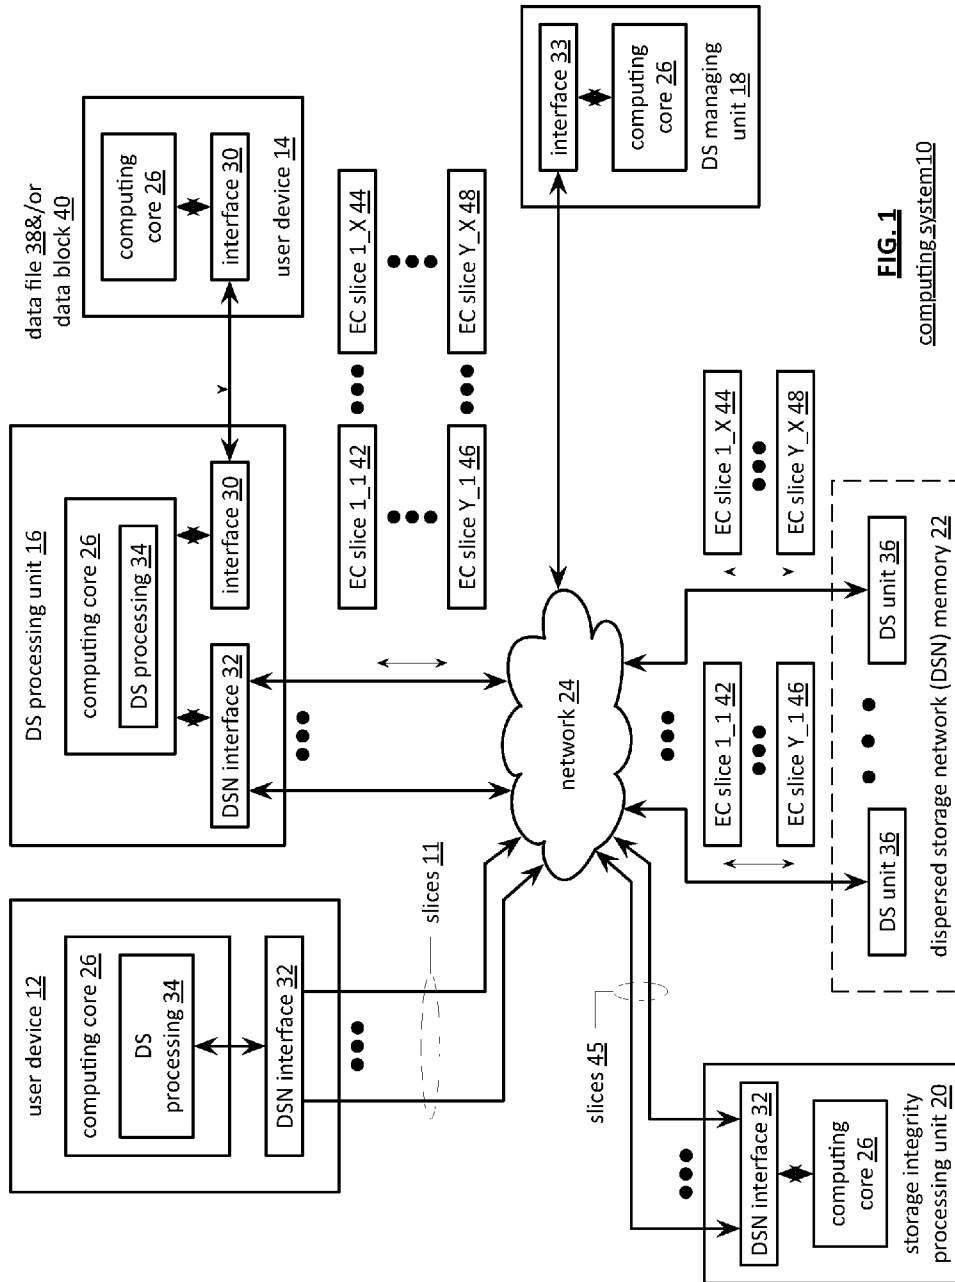 user device 12
computing core 26
DS
processing 34
DSN interface 32
slices 11
DS processing unit 16
computing core 26
DS processing 34
DSN interface 32
interface 30
data file 38&/or
data block 40
computing
core 26
interface 30
user device 14
EC slice 1_1 42
EC slice 1_X 44
EC slice Y_1 46
EC slice Y_X 48
network 24
interface 33
computing
core 26
DS managing
unit 18
slices 45
DSN interface 32
computing
core 26
storage integrity
processing unit 20
EC slice 1_1 42
EC slice Y_1 46
EC slice 1_X 44
EC slice Y_X 48
DS unit 36
DS unit 36
dispersed storage network (DSN) memory 22
FIG. 1
computing system10